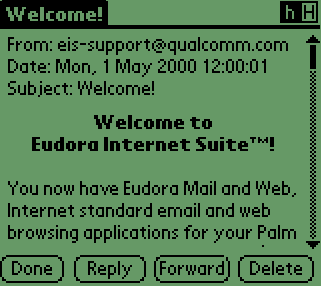 Welcome!
h H
From: eis-support@qualcomm.com
Date: Mon, 1 May 2000 12:00:01
Subject: Welcome!
Welcome to
Eudora Internet Suite™!
You now have Eudora Mail and Web,
Internet standard email and web
browsing applications for your Palm
Done Reply Forward Delete